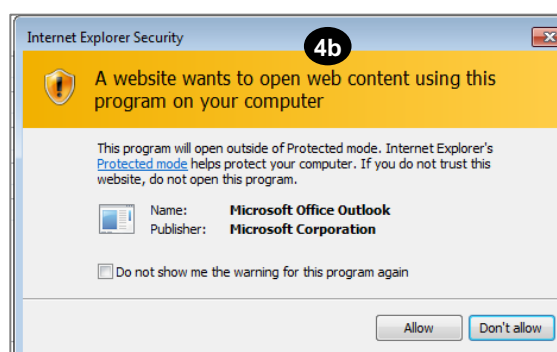 Internet Explorer Security
4b
A website wants to open web content using this
program on your computer
This program will open outside of Protected mode. Internet Explorer's
Protected mode helps protect your computer. If you do not trust this
website, do not open this program.
Name: Microsoft Office Outlook
Publisher: Microsoft Corporation
Do not show me the warning for this program again
Allow Don't allow